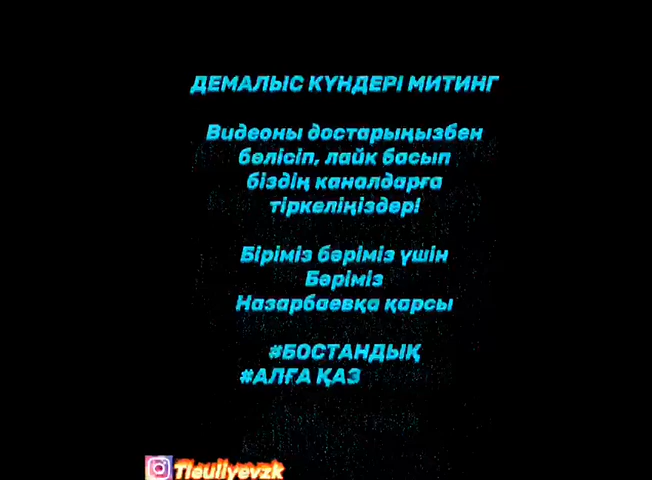 ДЕМАЛЫС КҮНДЕРІ МИТИНГ
Видеоны достарыңызбен
бөлісіп, лайк басып
біздің каналдарға
тіркеліңіздер!
Біріміз бәріміз үшін
Бәріміз
Назарбаевқа қарсы
#БОСТАНДЫҚ
#АЛҒА ҚАЗ
Tleuliyevzk